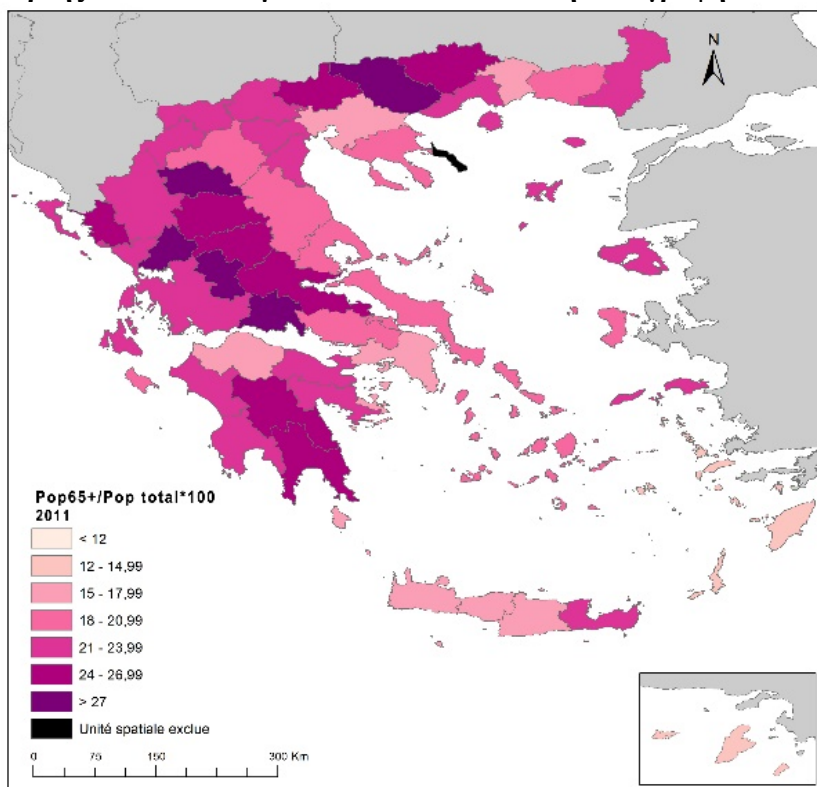 N
Pop65+/Pop total*100
2011
< 12
12 - 14,99
15 - 17,99
18 - 20,99
21 - 23,99
24 - 26,99
> 27
Unité spatiale exclue
0 75 150 300 Km